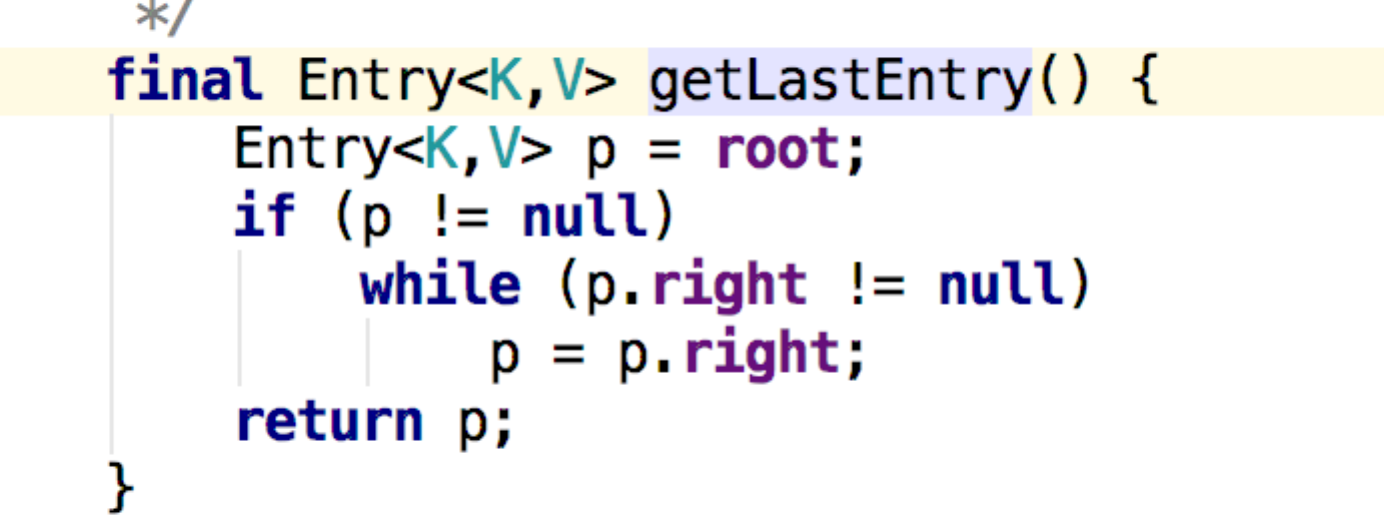 */
final Entry<K,V> getLastEntry() {
    Entry<K,V> p = root;
    if (p != null)
        while (p.right != null)
            p = p.right;
    return p;
}